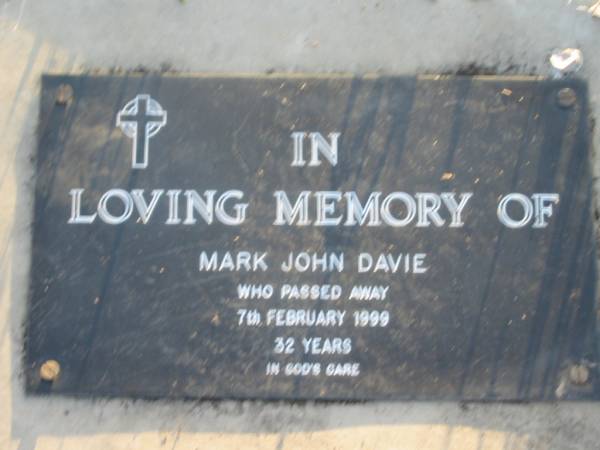 IN
LOVING MEMORY OF
MARK JOHN DAVIE
WHO PASSED AWAY
7th FEBRUARY 1999
32 YEARS
IN GOD'S CARE